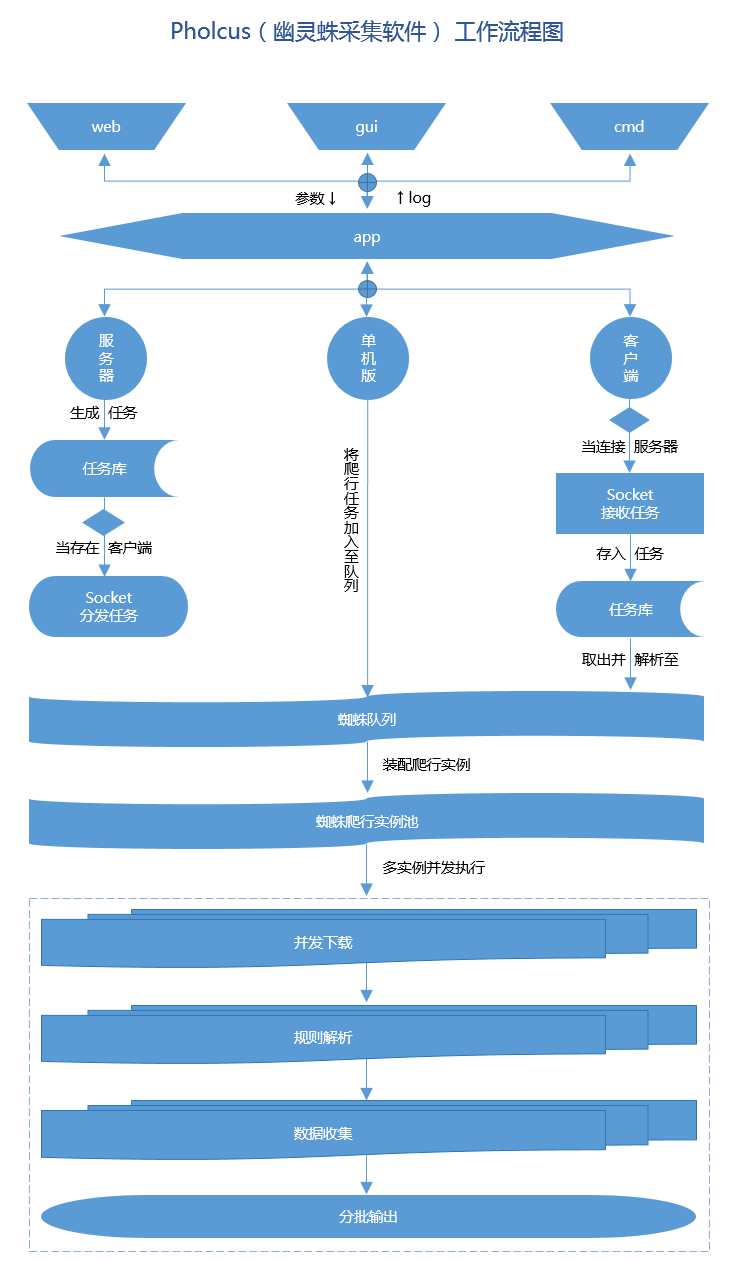 Pholcus（幽灵蛛采集软件） 工作流程图
web
gui
cmd
参数↓ ↑log
app
服务器
单机版
客户端
生成 任务
任务库
当存在 客户端
Socket
分发任务
将爬行任务加入至队列
当连接 服务器
Socket
接收任务
存入 任务
任务库
取出并 解析至
蜘蛛队列
装配爬行实例
蜘蛛爬行实例池
多实例并发执行
并发下载
规则解析
数据收集
分批输出